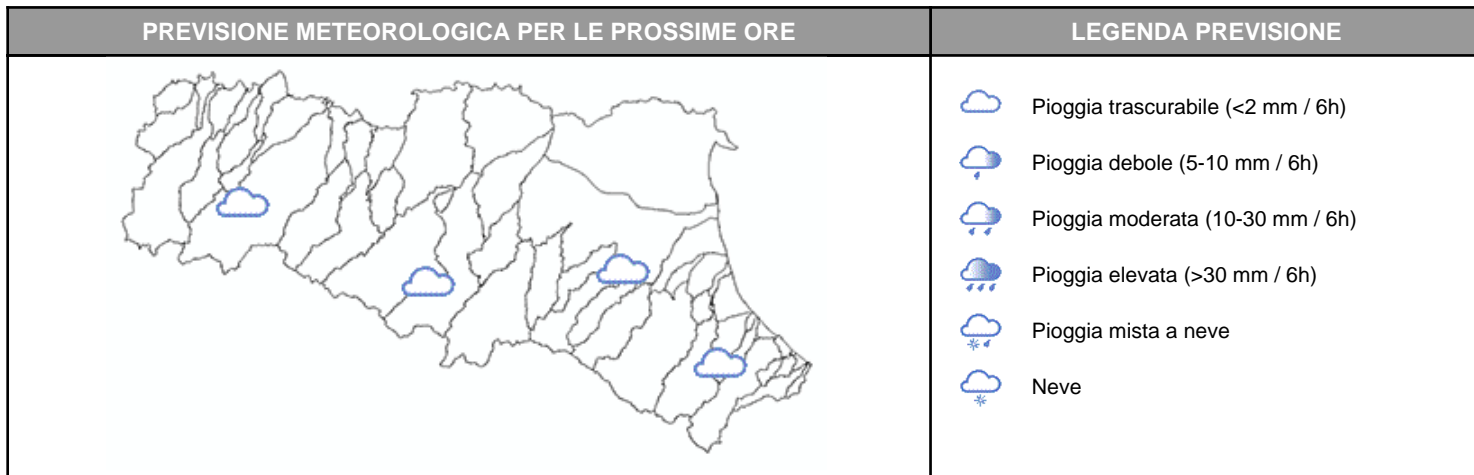 PREVISIONE METEOROLOGICA PER LE PROSSIME ORE
LEGENDA PREVISIONE
Pioggia trascurabile (<2 mm / 6h)
Pioggia debole (5-10 mm / 6h)
Pioggia moderata (10-30 mm / 6h)
Pioggia elevata (>30 mm / 6h)
Pioggia mista a neve
Neve